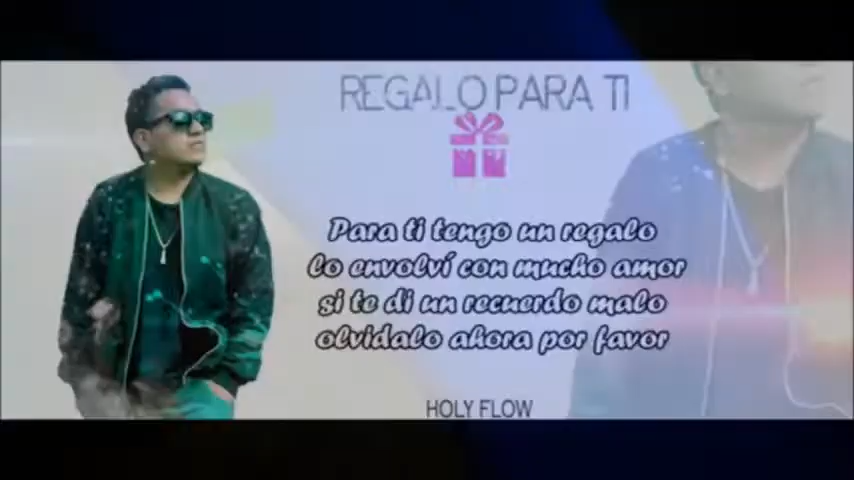 REGALO PARA TI
Para ti tengo un regalo
lo envolví con mucho amor
si te di un recuerdo malo
olvidalo ahora por favor
HOLY FLOW